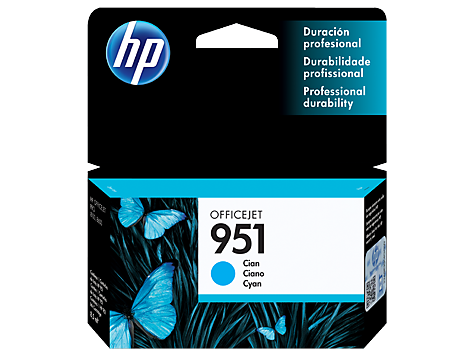 hp
Duración
profesional
Durabilidade
profissional
Professional
durability
OFFICEJET
951
Cian
Ciano
Cyan